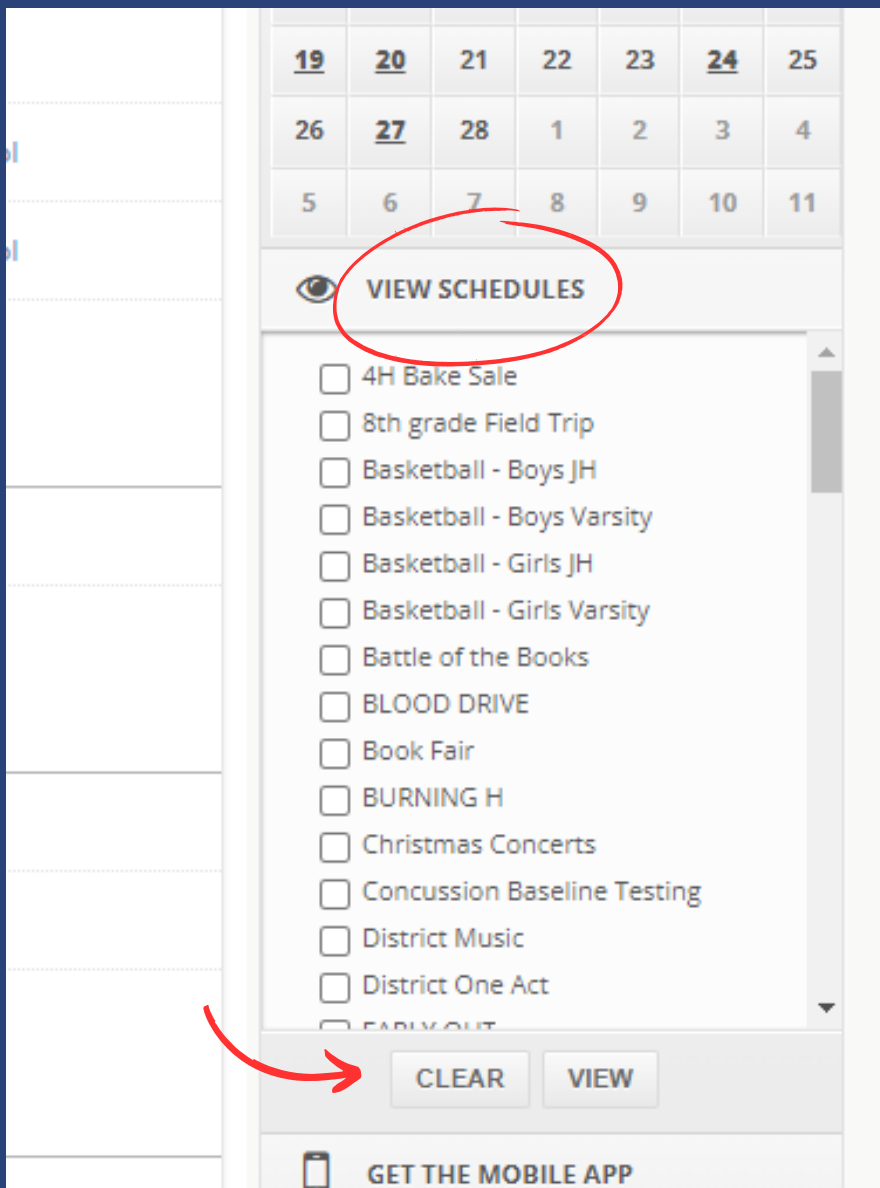 19 20 21 22 23 24 25
26 27 28 1 2 3 4
5 6 7 8 9 10 11
VIEW SCHEDULES
4H Bake Sale
8th grade Field Trip
Basketball - Boys JH
Basketball - Boys Varsity
Basketball - Girls JH
Basketball - Girls Varsity
Battle of the Books
BLOOD DRIVE
Book Fair
BURNING H
Christmas Concerts
Concussion Baseline Testing
District Music
District One Act
EARLY OUT
CLEAR VIEW
GET THE MOBILE APP